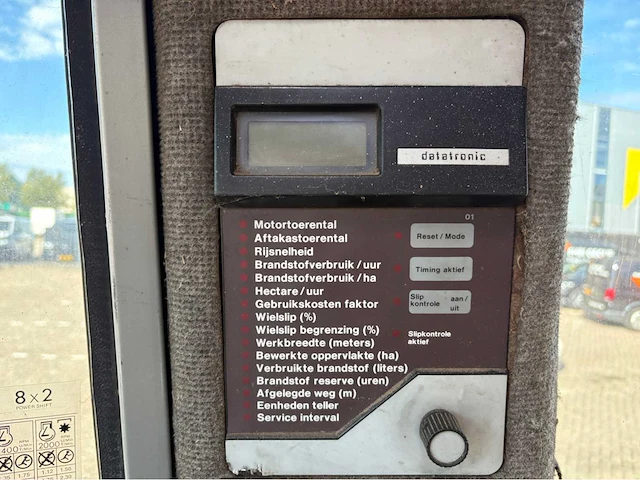 datatronic
01
Motortoerental
Aftakastoerental
Rijsnelheid
Brandstofverbruik/uur
Brandstofverbruik/ha
Hectare/uur
Gebruikskosten faktor
Wielslip (%)
Wielslip begrenzing (%)
Werkbreedte (meters)
Bewerkte oppervlakte (ha)
Verbruikte brandstof (liters)
Brandstof reserve (uren)
Afgelegde weg (m)
Eenheden teller
Service interval
Reset/Mode
Timing aktief
Slip aan/
kontrole uit
Slipkontrole
aktief
8x2
POWER SHIFT